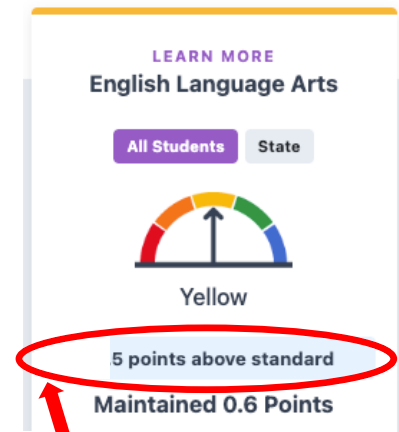 LEARN MORE
English Language Arts
All Students State
Yellow
.5 points above standard
Maintained 0.6 Points